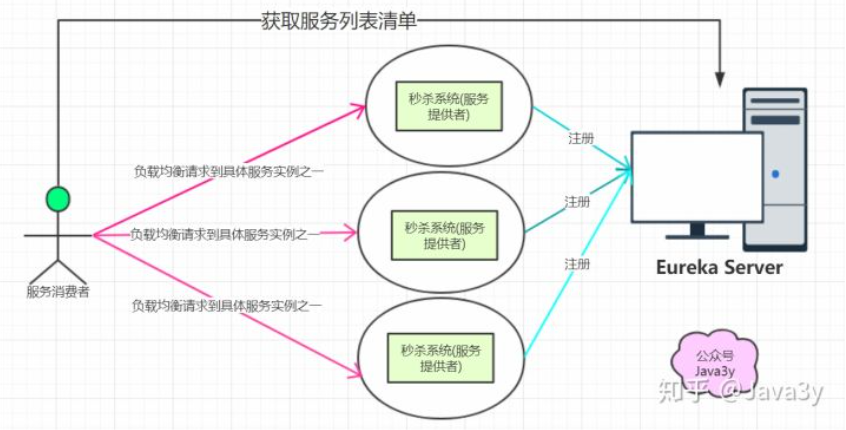 获取服务列表清单
秒杀系统(服务
提供者)
注册
负载均衡请求到具体服务实例之一
秒杀系统(服务
提供者)
注册
负载均衡请求到具体服务实例之一
注册
Eureka Server
服务消费者
负载均衡请求到具体服务实例之一
秒杀系统(服务
提供者)
公众号
Java3y
知乎 @Java3y